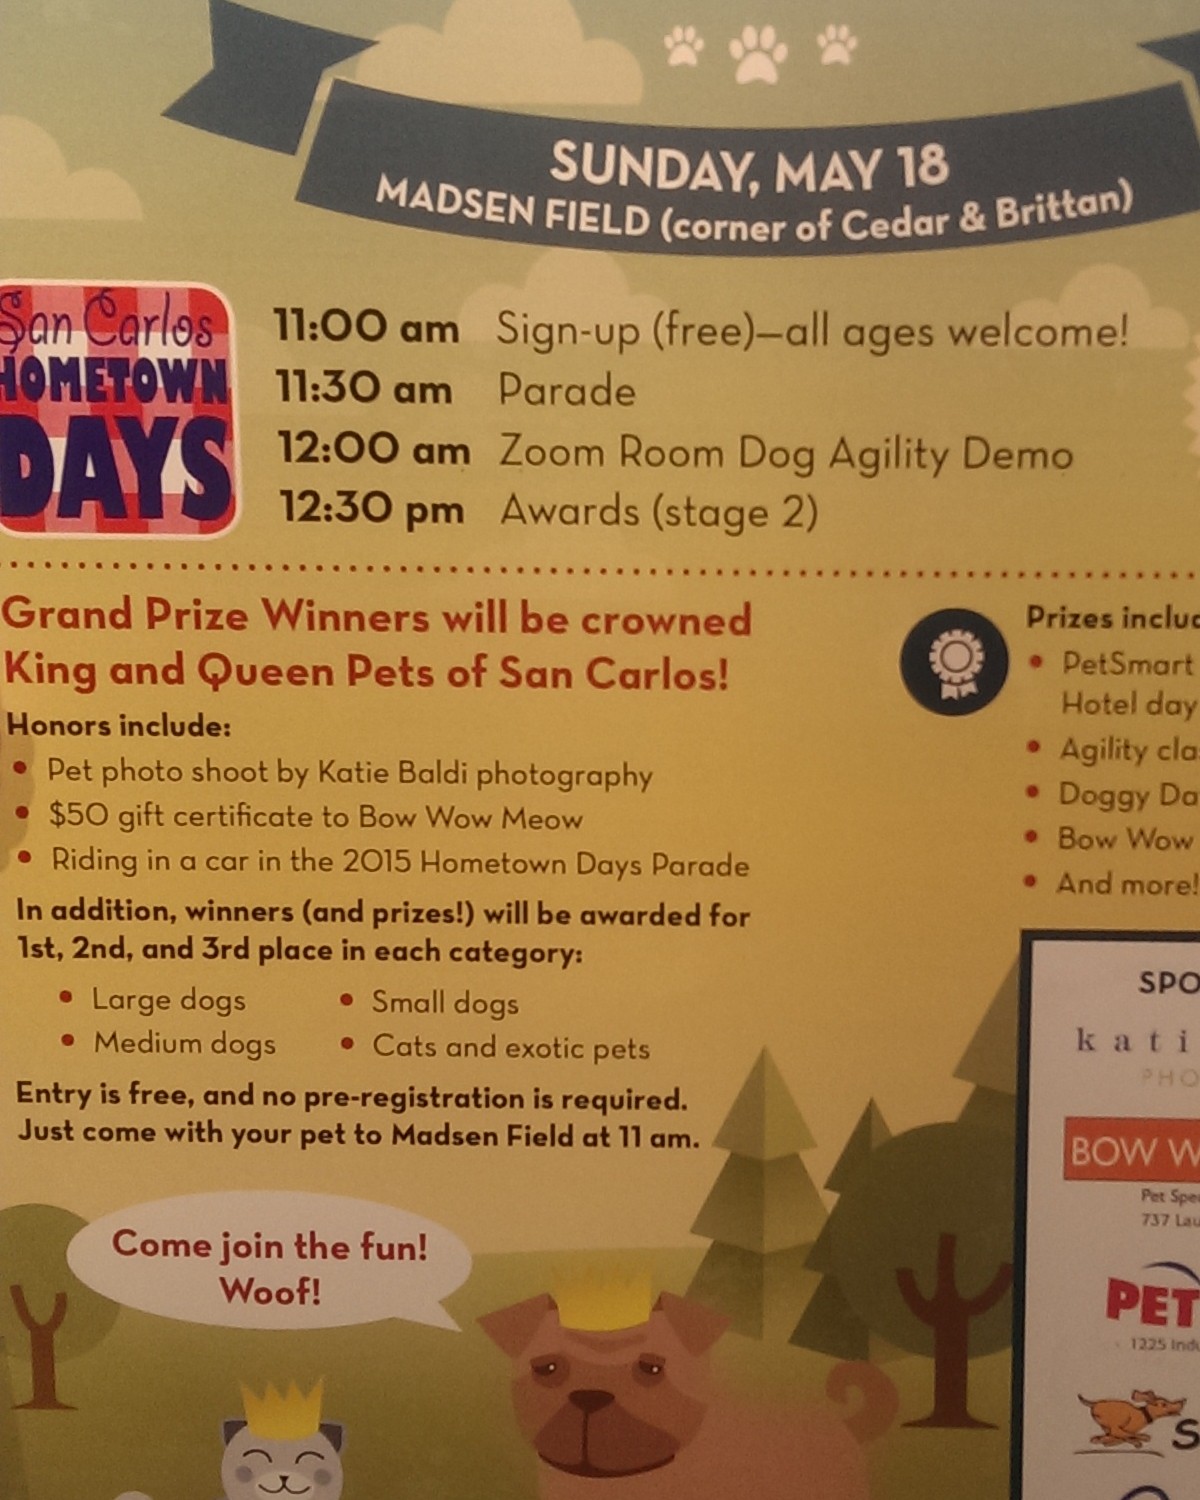 SUNDAY, MAY 18
MADSEN FIELD (corner of Cedar & Brittan)
San Carlos
HOMETOWN
DAYS
11:00 am Sign-up (free)—all ages welcome!
11:30 am Parade
12:00 am Zoom Room Dog Agility Demo
12:30 pm Awards (stage 2)
Grand Prize Winners will be crowned
King and Queen Pets of San Carlos!
Honors include:
• Pet photo shoot by Katie Baldi photography
• $50 gift certificate to Bow Wow Meow
• Riding in a car in the 2015 Hometown Days Parade
In addition, winners (and prizes!) will be awarded for
1st, 2nd, and 3rd place in each category:
• Large dogs • Small dogs
• Medium dogs • Cats and exotic pets
Entry is free, and no pre-registration is required.
Just come with your pet to Madsen Field at 11 am.
Come join the fun!
Woof!
Prizes includ
• PetSmart
Hotel day
• Agility cla
• Doggy Da
• Bow Wow
• And more!
SPO
kati
PHO
BOW W
Pet Spe
737 Lau
PET
1225 Indu
S